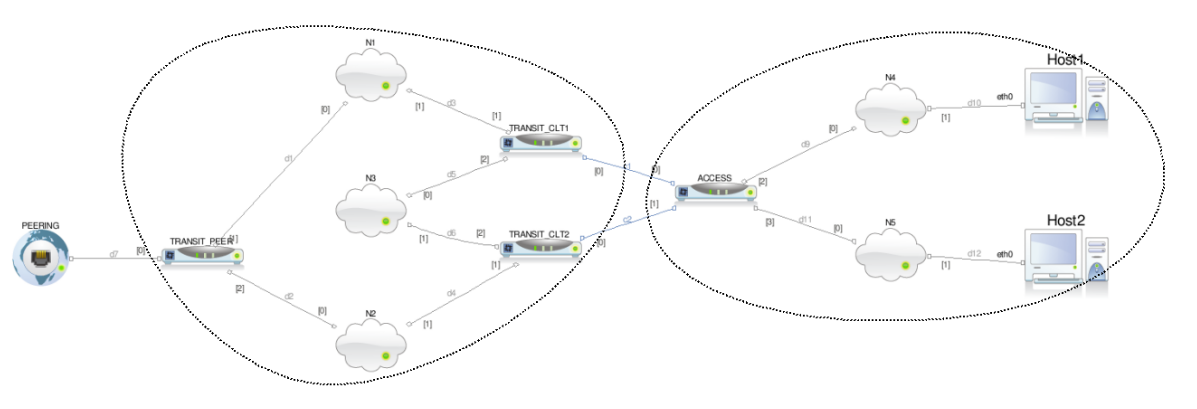 N1
[0]
[1]
d3
[1]
TRANSIT_CLT1
d1
[2]
[0]
c1
[0]
d5
N3
[0]
ACCESS
[2]
d9
[0]
N4
[1]
d10
eth0
Host1
PEERING
d7
[0]
TRANSIT_PEER
[1]
[2]
d2
[0]
N2
[1]
d4
[1]
[1]
d6
[2]
TRANSIT_CLT2
[0]
c2
[1]
[3]
d11
[0]
N5
[1]
d12
eth0
Host2